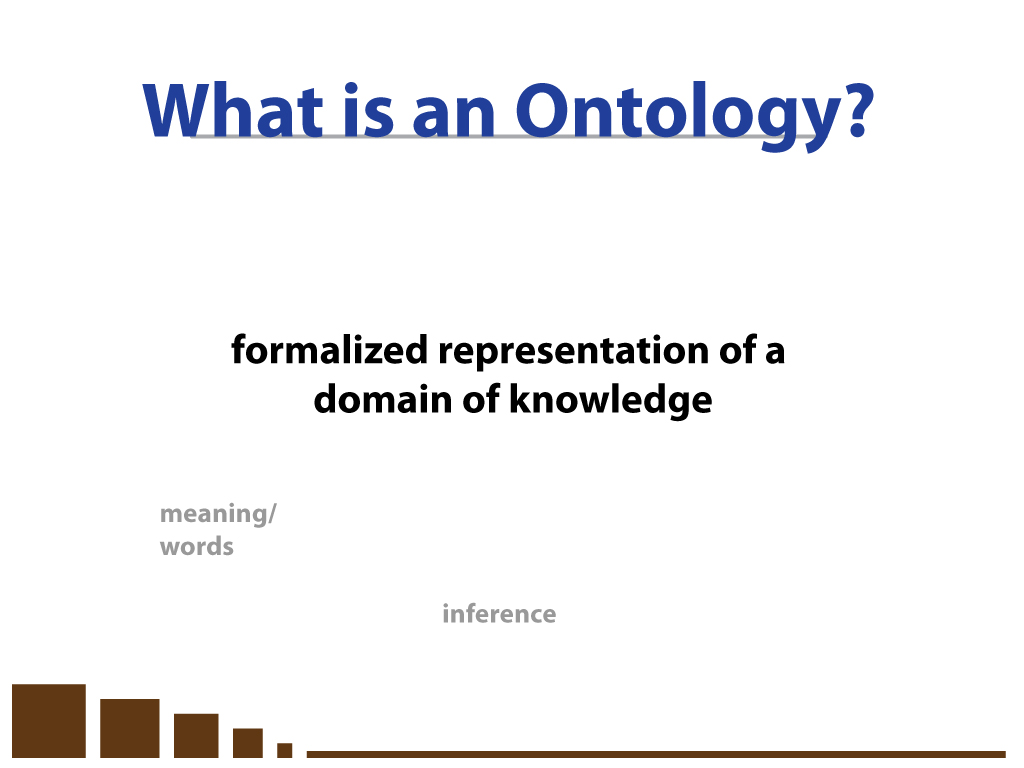 What is an Ontology?
formalized representation of a
domain of knowledge
meaning/
words
inference